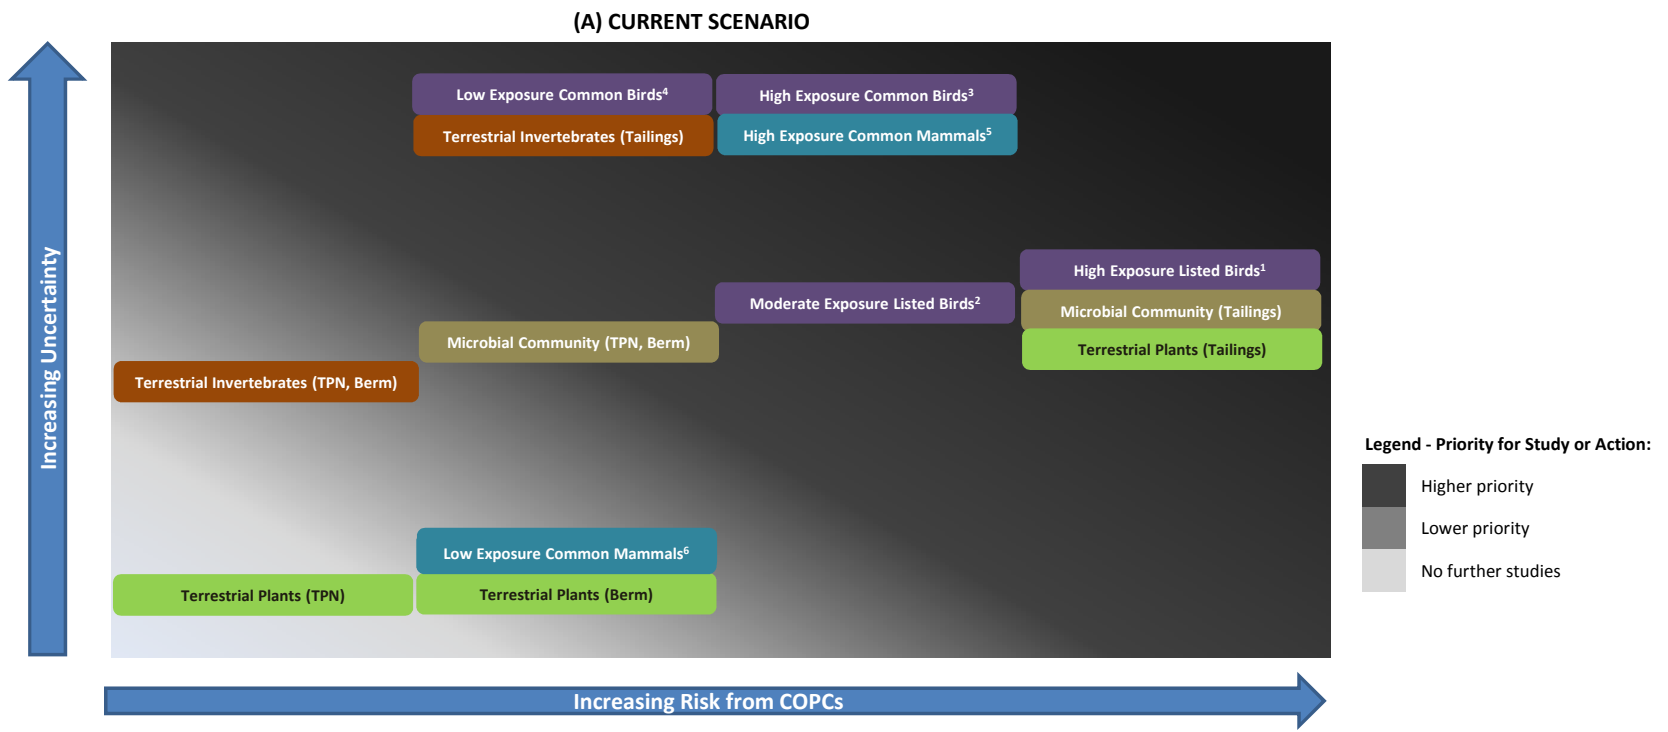 (A) CURRENT SCENARIO
Increasing Uncertainty
Low Exposure Common Birds⁴
High Exposure Common Birds³
Terrestrial Invertebrates (Tailings)
High Exposure Common Mammals⁵
High Exposure Listed Birds¹
Moderate Exposure Listed Birds²
Microbial Community (Tailings)
Microbial Community (TPN, Berm)
Terrestrial Plants (Tailings)
Terrestrial Invertebrates (TPN, Berm)
Legend - Priority for Study or Action:
Higher priority
Lower priority
No further studies
Low Exposure Common Mammals⁶
Terrestrial Plants (TPN)
Terrestrial Plants (Berm)
Increasing Risk from COPCs